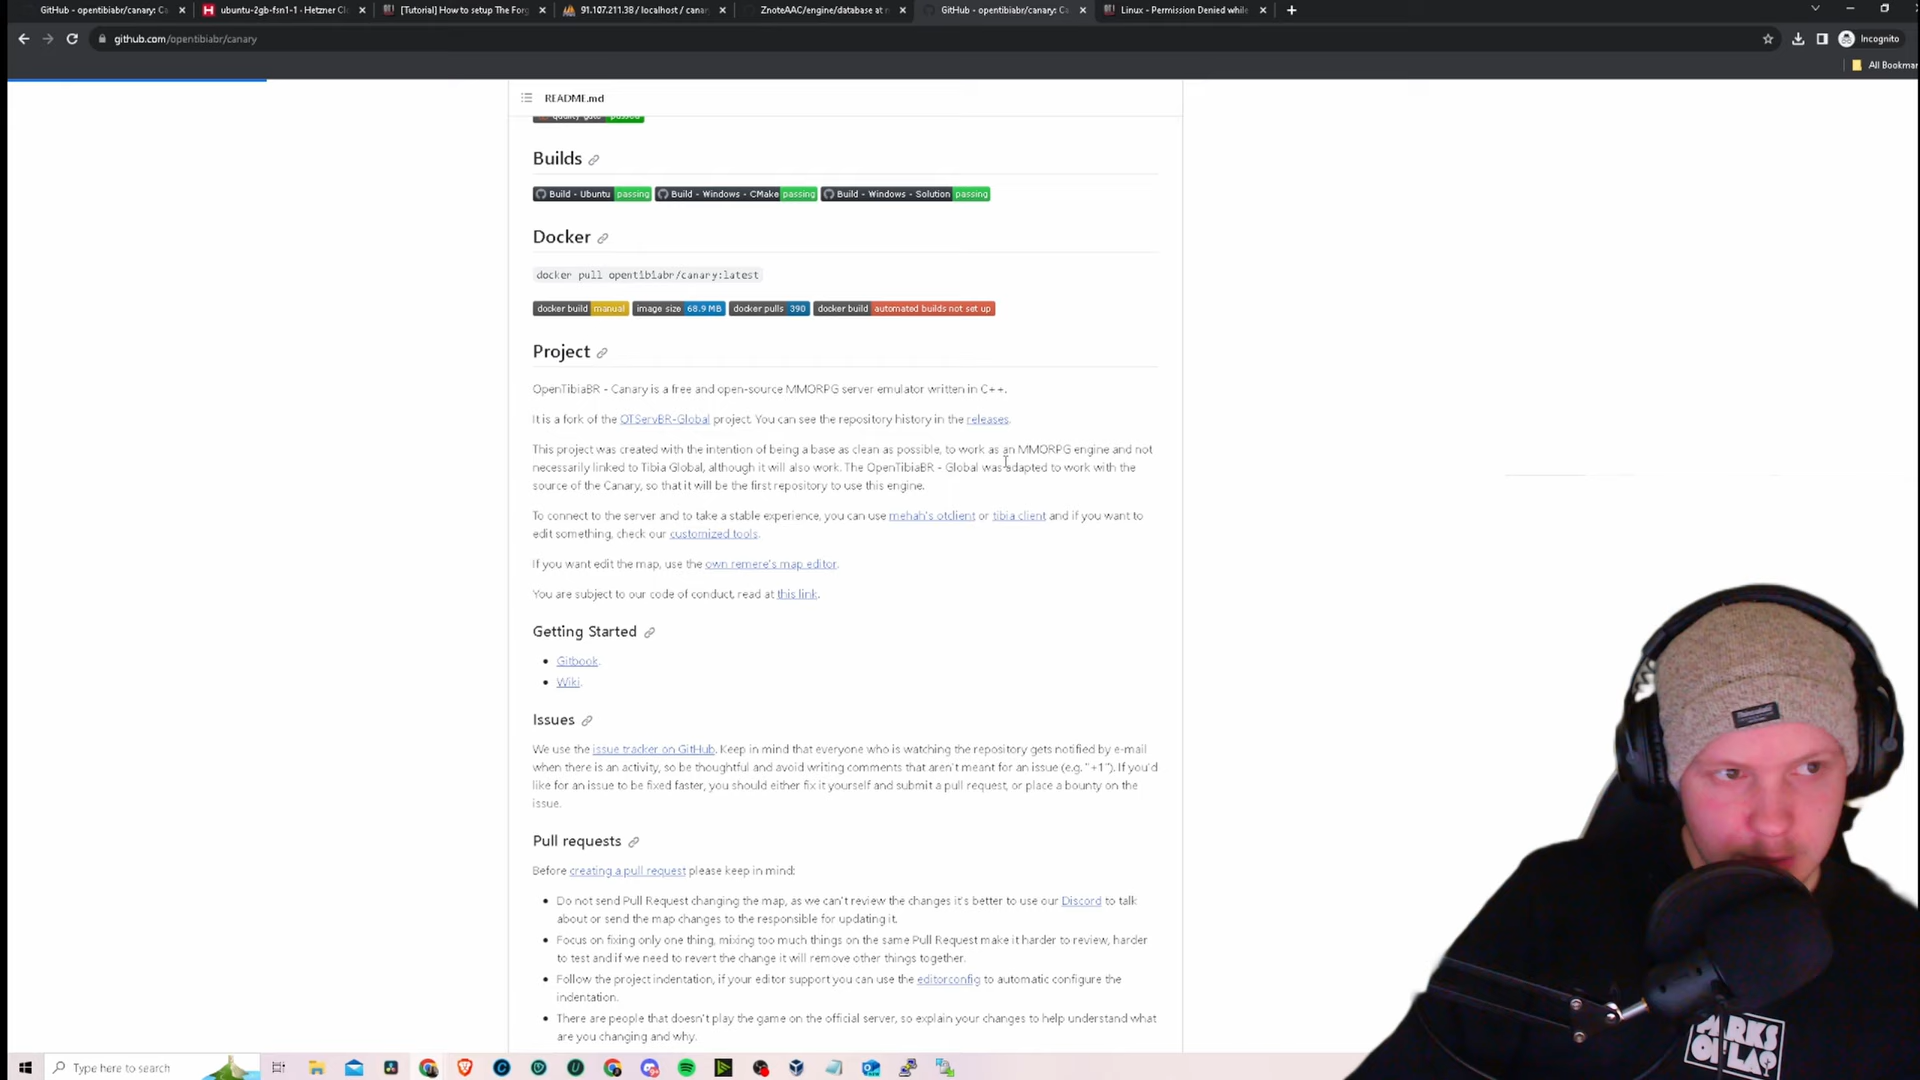 GitHub - opentibiabr/canary: Ca
ubuntu-2gb-fsn1-1 · Hetzner Cl
[Tutorial] How to setup The Forg
91.107.211.38 / localhost / canar
ZnoteAAC/engine/database at m
GitHub - opentibiabr/canary: Ca
Linux - Permission Denied while
github.com/opentibiabr/canary
Incognito
All Bookmar
README.md
quality gate passed
Builds
Build - Ubuntu passing Build - Windows - CMake passing Build - Windows - Solution passing
Docker
docker pull opentibiabr/canary:latest
docker build manual image size 68.9 MB docker pulls 390 docker build automated builds not set up
Project
OpenTibiaBR - Canary is a free and open-source MMORPG server emulator written in C++.
It is a fork of the OTServBR-Global project. You can see the repository history in the releases.
This project was created with the intention of being a base as clean as possible, to work as an MMORPG engine and not
necessarily linked to Tibia Global, although it will also work. The OpenTibiaBR - Global was adapted to work with the
source of the Canary, so that it will be the first repository to use this engine.
To connect to the server and to take a stable experience, you can use mehah's otclient or tibia client and if you want to
edit something, check our customized tools.
If you want edit the map, use the own remere's map editor.
You are subject to our code of conduct, read at this link.
Getting Started
Gitbook.
Wiki.
Issues
We use the issue tracker on GitHub. Keep in mind that everyone who is watching the repository gets notified by e-mail
when there is an activity, so be thoughtful and avoid writing comments that aren't meant for an issue (e.g. "+1"). If you'd
like for an issue to be fixed faster, you should either fix it yourself and submit a pull request, or place a bounty on the
issue.
Pull requests
Before creating a pull request please keep in mind:
Do not send Pull Request changing the map, as we can't review the changes it's better to use our Discord to talk
about or send the map changes to the responsible for updating it.
Focus on fixing only one thing, mixing too much things on the same Pull Request make it harder to review, harder
to test and if we need to revert the change it will remove other things together.
Follow the project indentation, if your editor support you can use the editorconfig to automatic configure the
indentation.
There are people that doesn't play the game on the official server, so explain your changes to help understand what
are you changing and why.
Type here to search